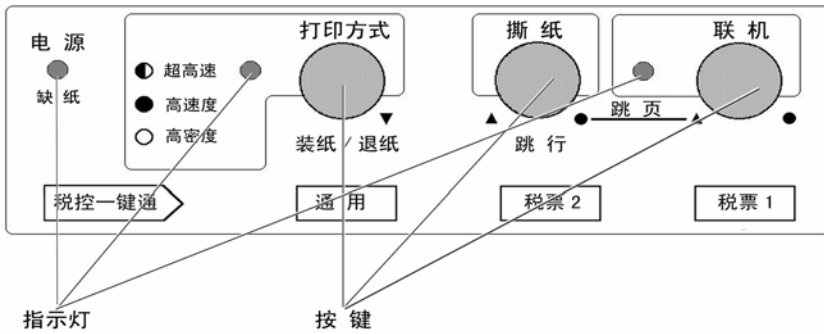 电 源
缺 纸
超高速
高速度
高密度
打印方式
装纸 / 退纸
撕 纸
跳 行
联 机
跳 页
税控一键通
通 用
税票 2
税票 1
指示灯
按 键